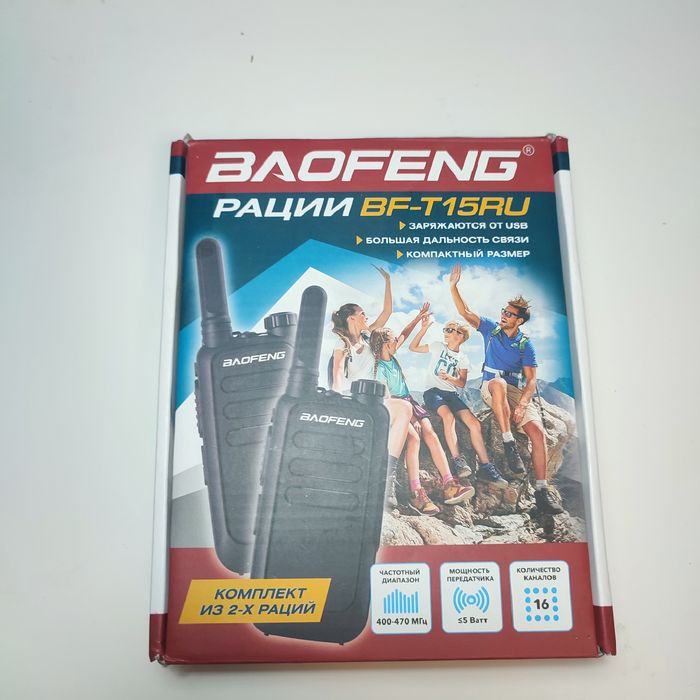 BAOFENG®
РАЦИИ BF-T15RU
ЗАРЯЖАЮТСЯ ОТ USB
БОЛЬШАЯ ДАЛЬНОСТЬ СВЯЗИ
КОМПАКТНЫЙ РАЗМЕР
BAOFENG
BAOFENG
КОМПЛЕКТ
ИЗ 2-Х РАЦИЙ
ЧАСТОТНЫЙ
ДИАПАЗОН
400-470 МГц
МОЩНОСТЬ
ПЕРЕДАТЧИКА
≤5 Ватт
КОЛИЧЕСТВО
КАНАЛОВ
16